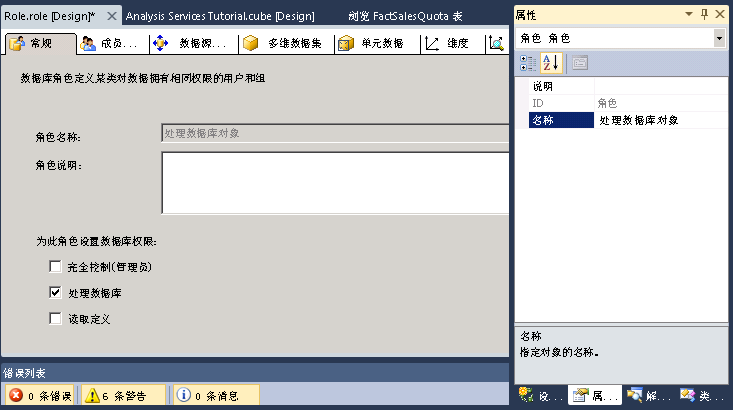 Role.role [Design]*
Analysis Services Tutorial.cube [Design]
浏览 FactSalesQuota 表
常规
成员...
数据源...
多维数据集
单元数据
维度
数据库角色定义某类对数据拥有相同权限的用户和组
角色名称:
处理数据库对象
角色说明:
为此角色设置数据库权限:
完全控制(管理员)
处理数据库
读取定义
错误列表
0 条错误
6 条警告
0 条消息
属性
角色 角色
说明
ID 角色
名称 处理数据库对象
名称
指定对象的名称。
设...
属...
解...
类...